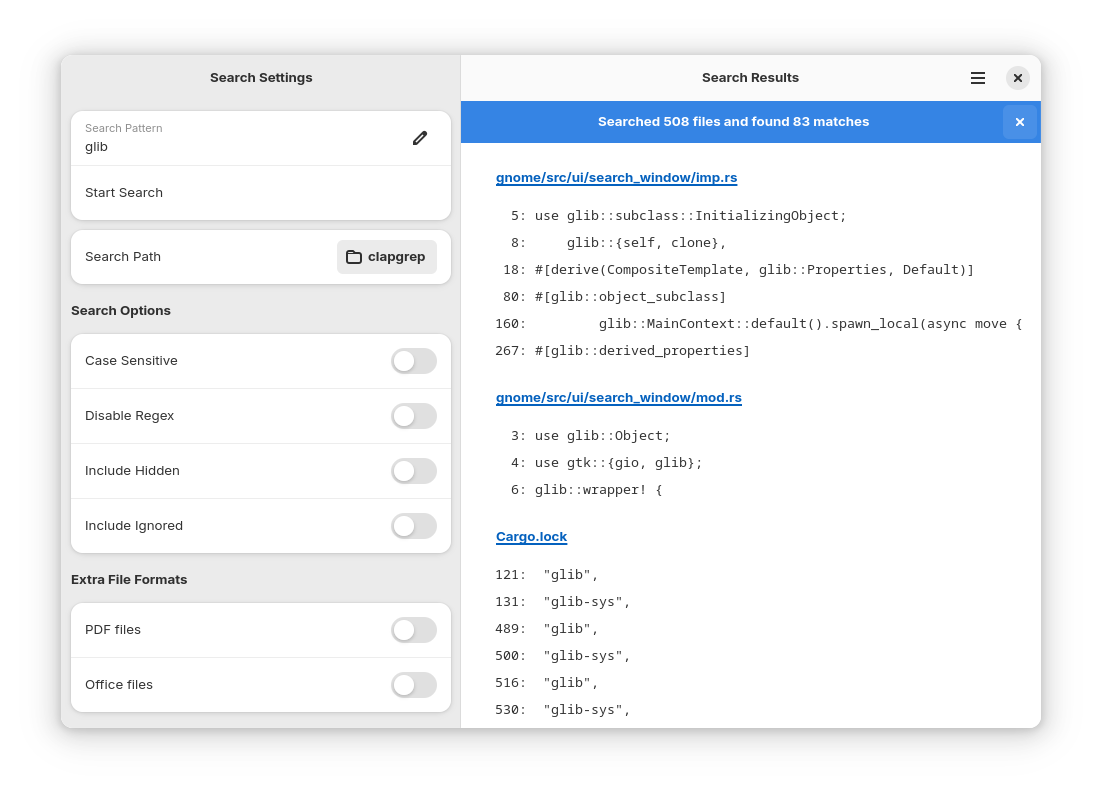 Search Settings
Search Pattern
glib
Start Search
Search Path
clapgrep
Search Options
Case Sensitive
Disable Regex
Include Hidden
Include Ignored
Extra File Formats
PDF files
Office files
Search Results
Searched 508 files and found 83 matches
gnome/src/ui/search_window/imp.rs
5: use glib::subclass::InitializingObject;
8:     glib::{self, clone},
18: #[derive(CompositeTemplate, glib::Properties, Default)]
80: #[glib::object_subclass]
160:         glib::MainContext::default().spawn_local(async move {
267: #[glib::derived_properties]
gnome/src/ui/search_window/mod.rs
3: use glib::Object;
4: use gtk::{gio, glib};
6: glib::wrapper! {
Cargo.lock
121:  "glib",
131:  "glib-sys",
489:  "glib",
500:  "glib-sys",
516:  "glib",
530:  "glib-sys",